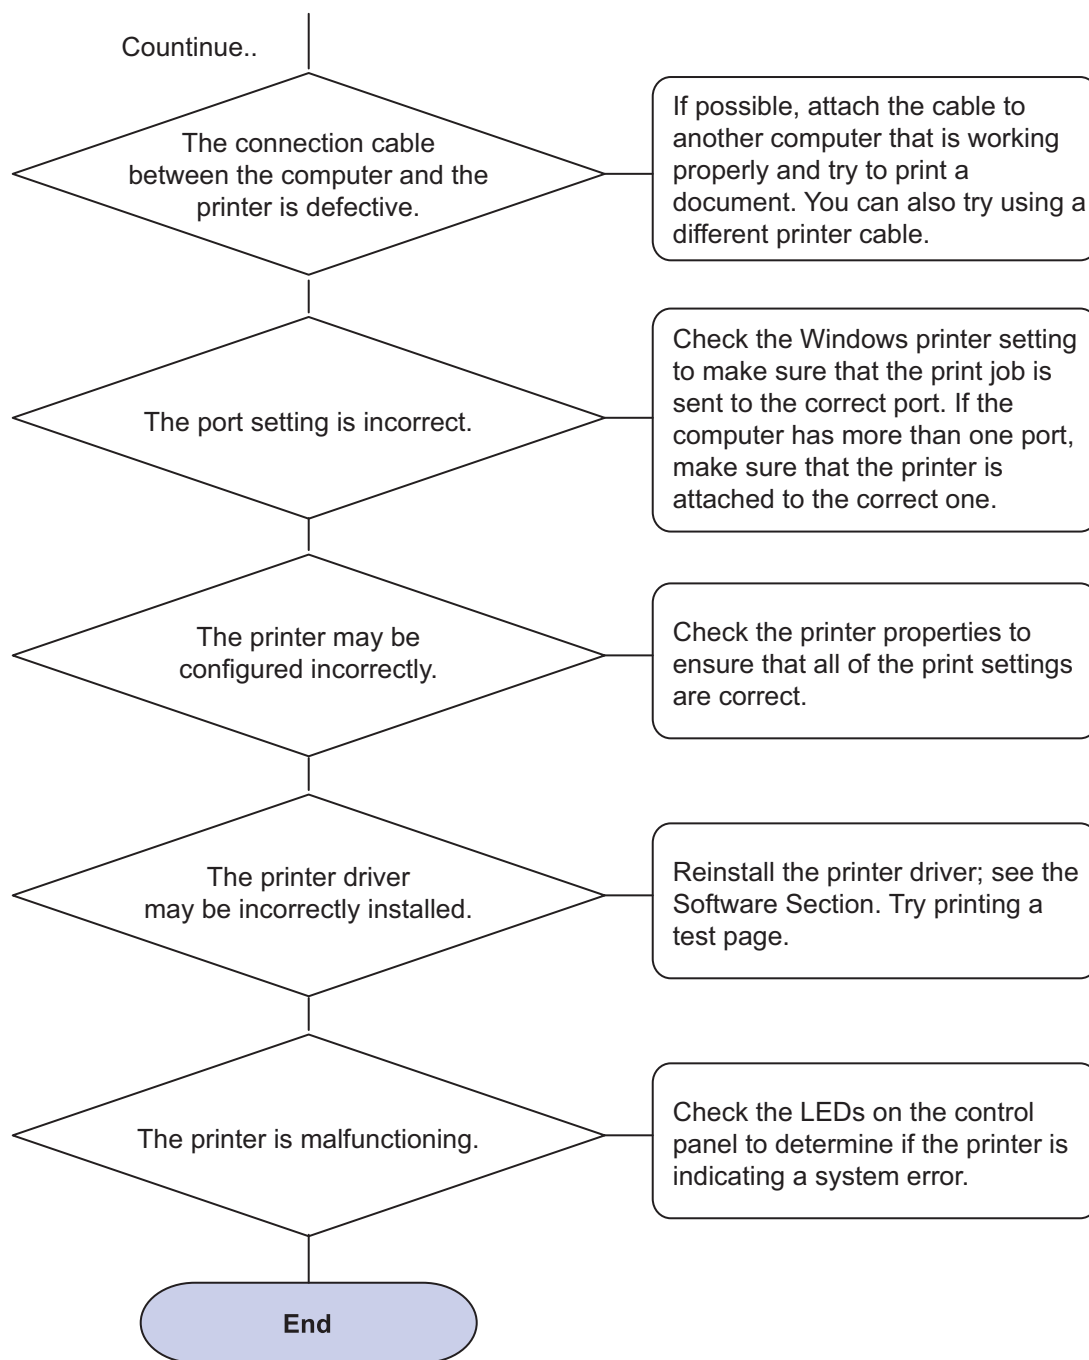 Countinue..
The connection cable
between the computer and the
printer is defective.
If possible, attach the cable to
another computer that is working
properly and try to print a
document. You can also try using a
different printer cable.
The port setting is incorrect.
Check the Windows printer setting
to make sure that the print job is
sent to the correct port. If the
computer has more than one port,
make sure that the printer is
attached to the correct one.
The printer may be
configured incorrectly.
Check the printer properties to
ensure that all of the print settings
are correct.
The printer driver
may be incorrectly installed.
Reinstall the printer driver; see the
Software Section. Try printing a
test page.
The printer is malfunctioning.
Check the LEDs on the control
panel to determine if the printer is
indicating a system error.
End